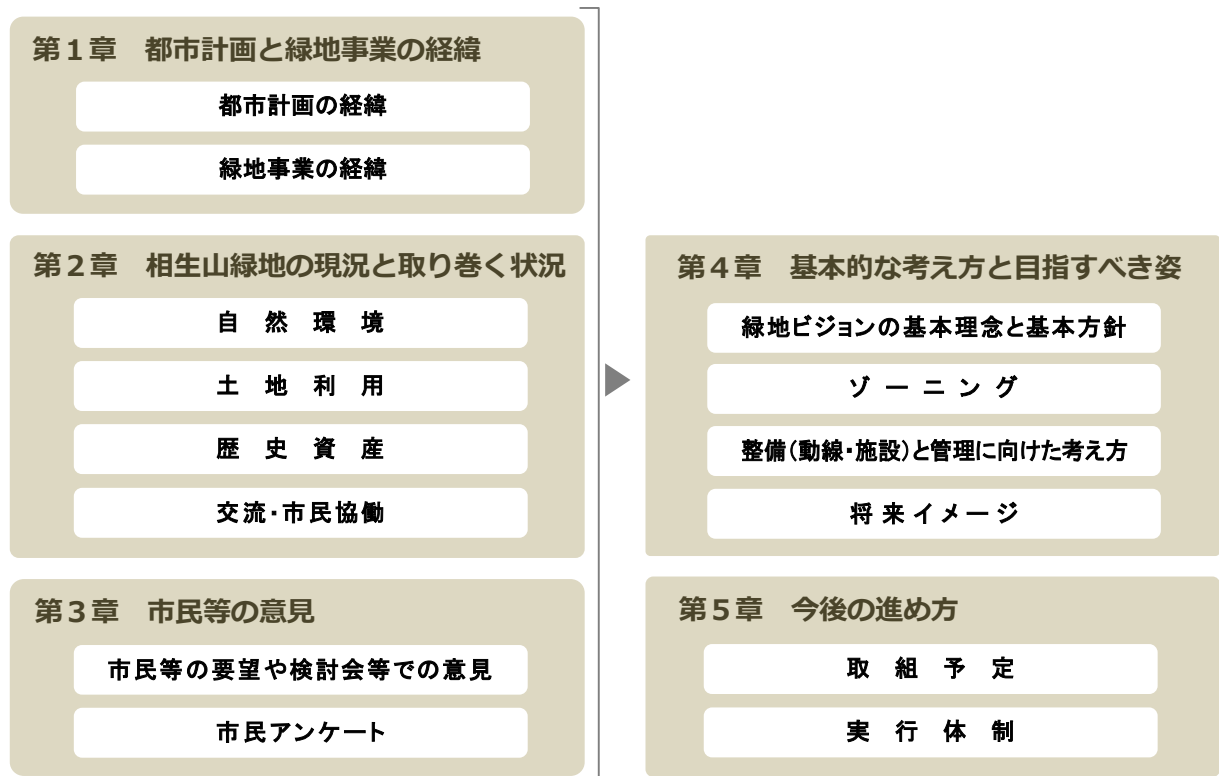 第１章　都市計画と緑地事業の経緯
都市計画の経緯
緑地事業の経緯
第２章　相生山緑地の現況と取り巻く状況
自　然　環　境
土　地　利　用
歴　史　資　産
交流・市民協働
第３章　市民等の意見
市民等の要望や検討会等での意見
市民アンケート
第４章　基本的な考え方と目指すべき姿
緑地ビジョンの基本理念と基本方針
ゾ ー ニ ン グ
整備（動線・施設）と管理に向けた考え方
将 来 イ メ ー ジ
第５章　今後の進め方
取　組　予　定
実　行　体　制